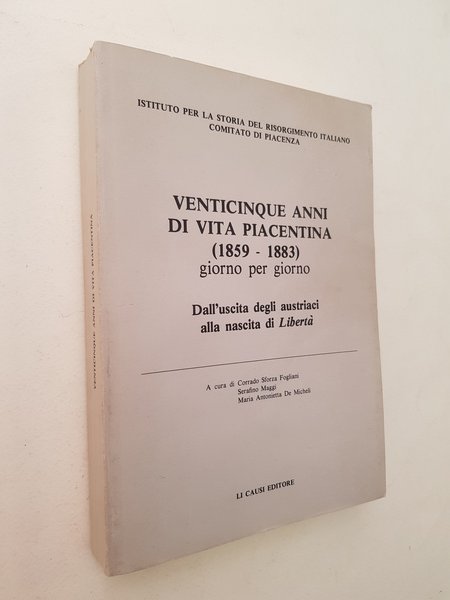 ISTITUTO PER LA STORIA DEL RISORGIMENTO ITALIANO
COMITATO DI PIACENZA
VENTICINQUE ANNI
DI VITA PIACENTINA
(1859 - 1883)
giorno per giorno
Dall'uscita degli austriaci
alla nascita di Libertà
A cura di Corrado Sforza Fogliani
Serafino Maggi
Maria Antonietta De Micheli
LI CAUSI EDITORE
VENTICINQUE ANNI DI VITA PIACENTINA